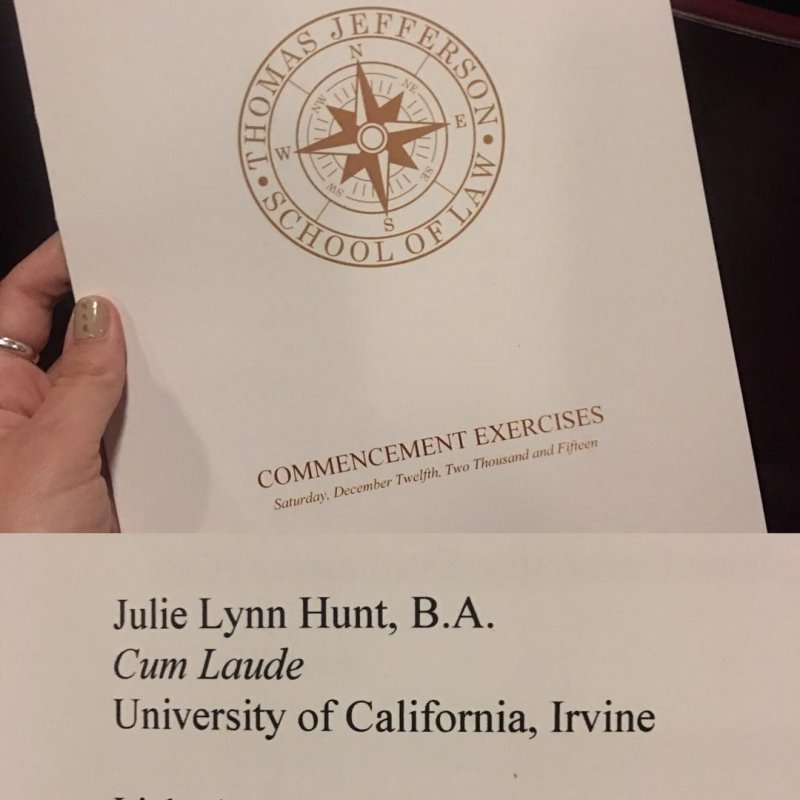 THOMAS JEFFERSON
SCHOOL OF LAW
N
NW
NE
W
E
SW
SE
S
COMMENCEMENT EXERCISES
Saturday, December Twelfth, Two Thousand and Fifteen
Julie Lynn Hunt, B.A.
Cum Laude
University of California, Irvine